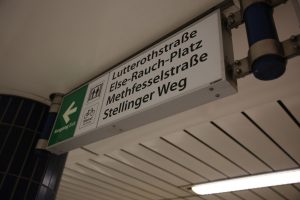 Lutterothstraße
Else-Rauch-Platz
Methfesselstraße
Stellinger Weg